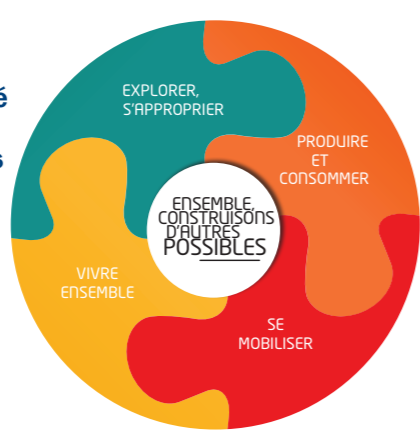 é
s
EXPLORER,
S'APPROPRIER
PRODUIRE
ET
CONSOMMER
ENSEMBLE,
CONSTRUISONS
D'AUTRES
POSSIBLES
VIVRE
ENSEMBLE
SE
MOBILISER